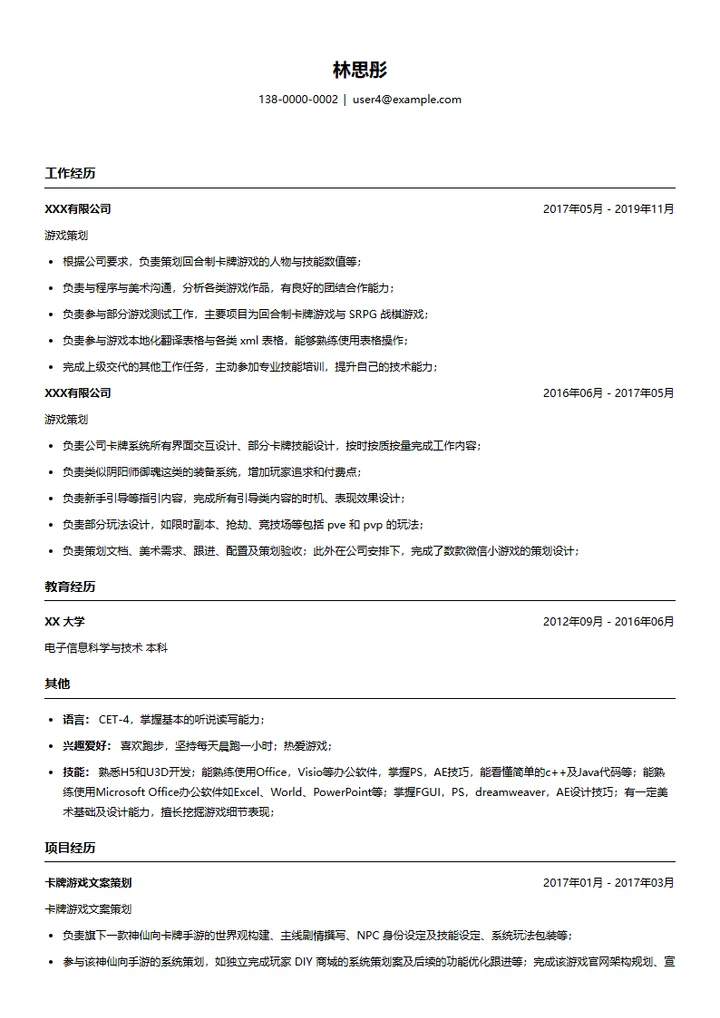 林思彤
138-0000-0002 | user4@example.com
工作经历
XXX有限公司 2017年05月 - 2019年11月
游戏策划
• 根据公司要求，负责策划回合制卡牌游戏的人物与技能数值等；
• 负责与程序与美术沟通，分析各类游戏作品，有良好的团结合作能力；
• 负责参与部分游戏测试工作，主要项目为回合制卡牌游戏与 SRPG 战棋游戏；
• 负责参与游戏本地化翻译表格与各类 xml 表格，能够熟练使用表格操作；
• 完成上级交代的其他工作任务，主动参加专业技能培训，提升自己的技术能力；
XXX有限公司 2016年06月 - 2017年05月
游戏策划
• 负责公司卡牌系统所有界面交互设计、部分卡牌技能设计，按时按质按量完成工作内容；
• 负责类似阴阳师御魂这类的装备系统，增加玩家追求和付费点；
• 负责新手引导等指引内容，完成所有引导类内容的时机、表现效果设计；
• 负责部分玩法设计，如限时副本、抢劫、竞技场等包括 pve 和 pvp 的玩法；
• 负责策划文档、美术需求、跟进、配置及策划验收；此外在公司安排下，完成了数款微信小游戏的策划设计；
教育经历
XX 大学 2012年09月 - 2016年06月
电子信息科学与技术 本科
其他
• 语言： CET-4，掌握基本的听说读写能力；
• 兴趣爱好： 喜欢跑步，坚持每天晨跑一小时；热爱游戏；
• 技能： 熟悉H5和U3D开发；能熟练使用Office，Visio等办公软件，掌握PS，AE技巧，能看懂简单的c++及Java代码等；能熟
练使用Microsoft Office办公软件如Excel、World、PowerPoint等；掌握FGUI，PS，dreamweaver，AE设计技巧；有一定美
术基础及设计能力，擅长挖掘游戏细节表现；
项目经历
卡牌游戏文案策划 2017年01月 - 2017年03月
卡牌游戏文案策划
• 负责旗下一款神仙向卡牌手游的世界观构建、主线剧情撰写、NPC 身份设定及技能设定、系统玩法包装等；
• 参与该神仙向手游的系统策划，如独立完成玩家 DIY 商城的系统策划案及后续的功能优化跟进等；完成该游戏官网架构规划、宣